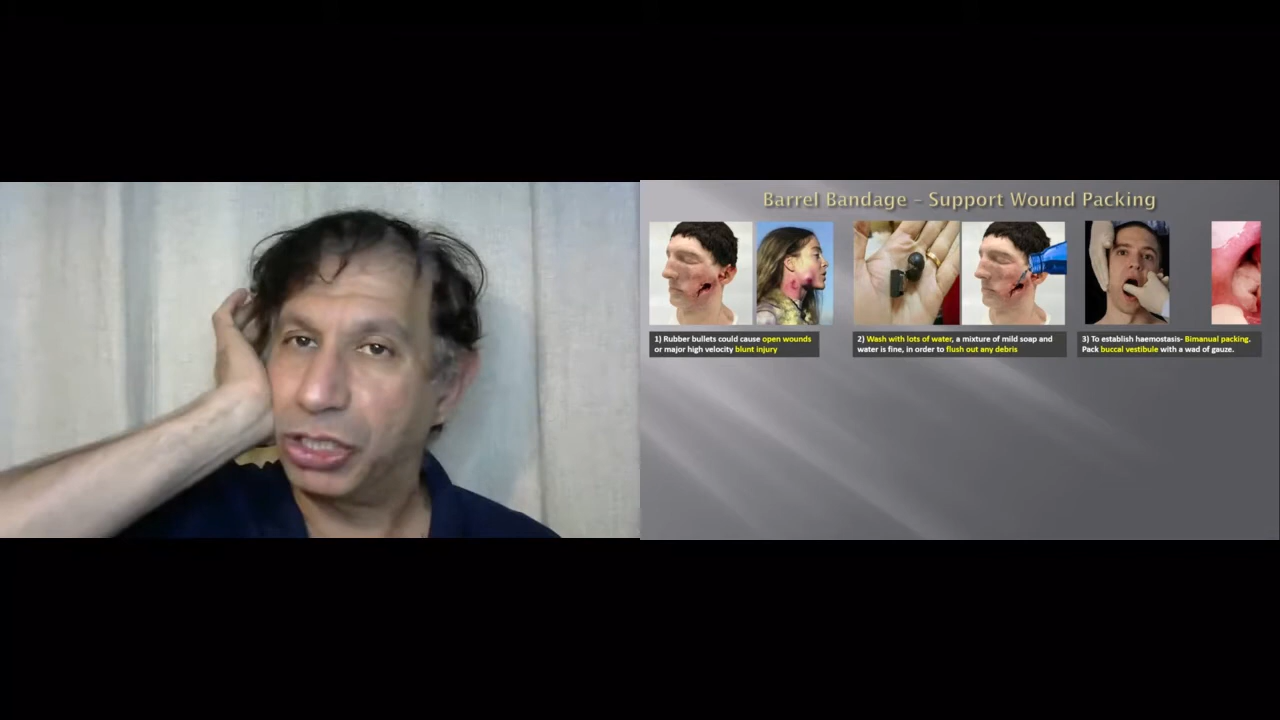 Barrel Bandage – Support Wound Packing
1) Rubber bullets could cause open wounds
or major high velocity blunt injury
2) Wash with lots of water, a mixture of mild soap and
water is fine, in order to flush out any debris
3) To establish haemostasis- Bimanual packing.
Pack buccal vestibule with a wad of gauze.